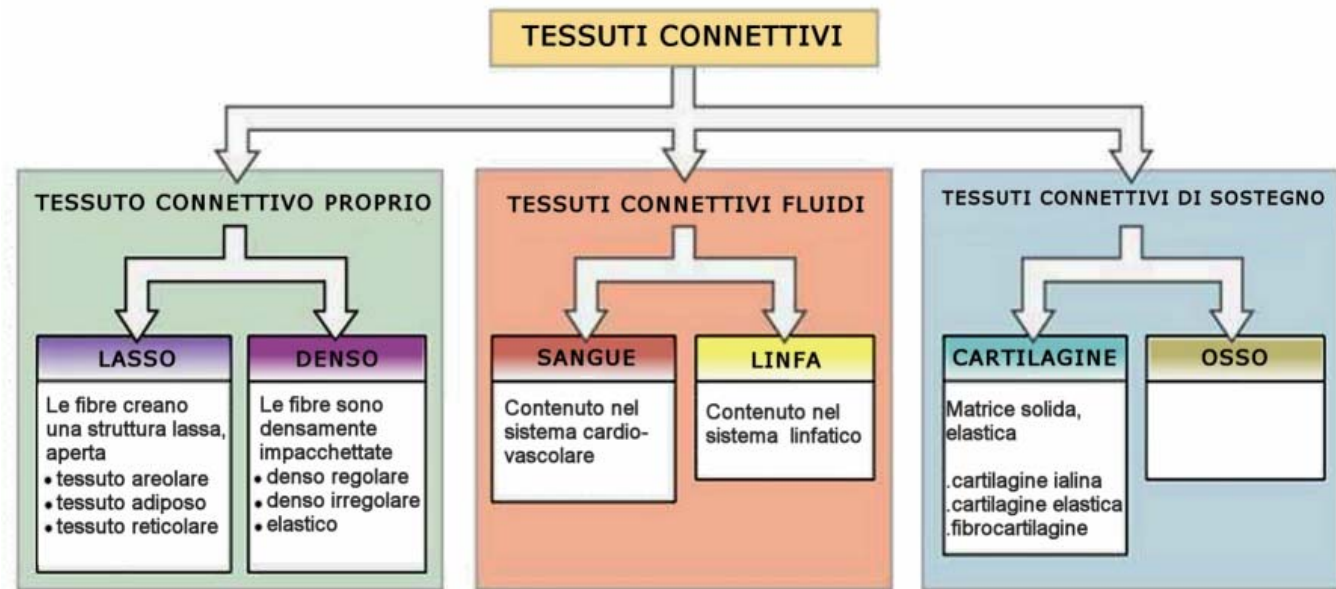 TESSUTI CONNETTIVI
TESSUTO CONNETTIVO PROPRIO
LASSO
Le fibre creano
una struttura lassa,
aperta
• tessuto areolare
• tessuto adiposo
• tessuto reticolare
DENSO
Le fibre sono
densamente
impacchettate
• denso regolare
• denso irregolare
• elastico
TESSUTI CONNETTIVI FLUIDI
SANGUE
Contenuto nel
sistema cardio-
vascolare
LINFA
Contenuto nel
sistema linfatico
TESSUTI CONNETTIVI DI SOSTEGNO
CARTILAGINE
Matrice solida,
elastica
.cartilagine ialina
.cartilagine elastica
.fibrocartilagine
OSSO